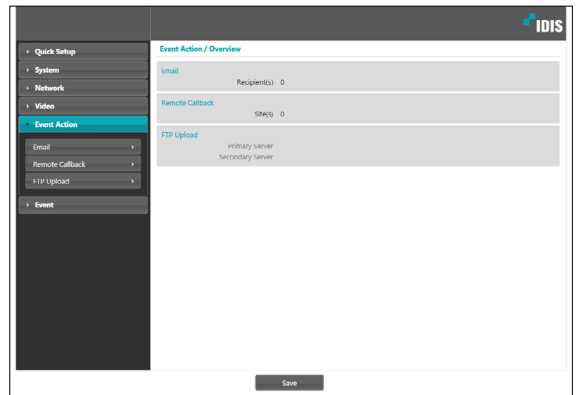 IDIS
Quick Setup
System
Network
Video
Event Action
Email
Remote Callback
FTP Upload
Event
Event Action / Overview
Email
Recipient(s) 0
Remote Callback
Site(s) 0
FTP Upload
Primary Server
Secondary Server
Save